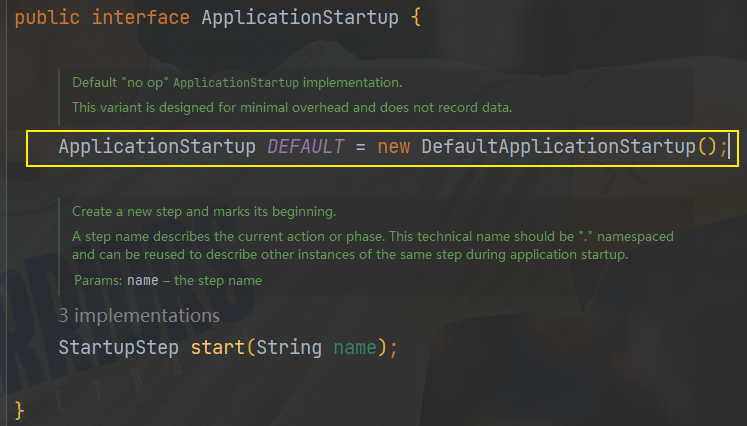 public interface ApplicationStartup {
Default "no op" ApplicationStartup implementation.
This variant is designed for minimal overhead and does not record data.
ApplicationStartup DEFAULT = new DefaultApplicationStartup();
Create a new step and marks its beginning.
A step name describes the current action or phase. This technical name should be "." namespaced
and can be reused to describe other instances of the same step during application startup.
Params: name – the step name
3 implementations
StartupStep start(String name);
}